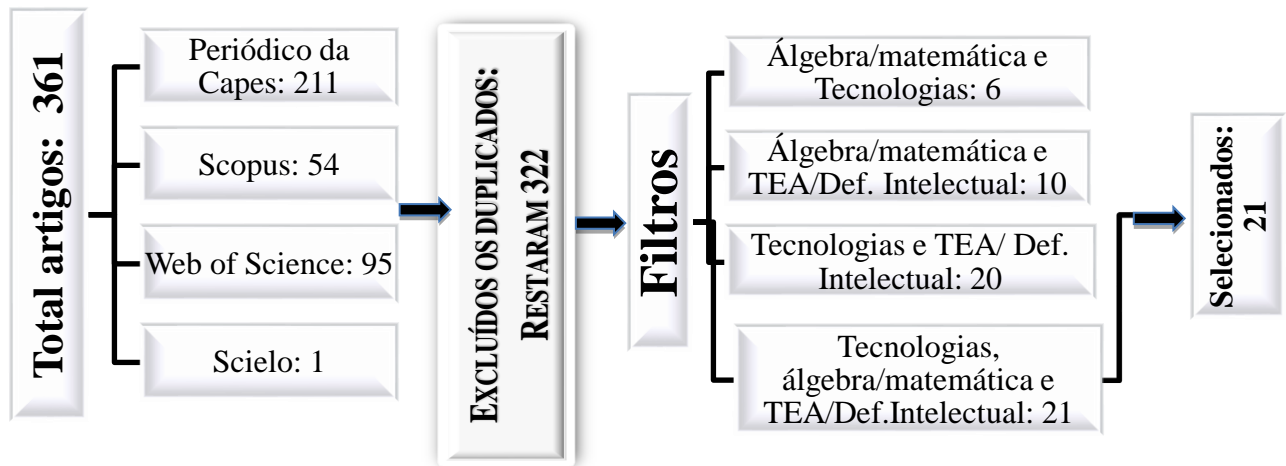 Total artigos: 361
Periódico da
Capes: 211
Scopus: 54
Web of Science: 95
Scielo: 1
EXCLUÍDOS OS DUPLICADOS:
RESTARAM 322
Filtros
Álgebra/matemática e
Tecnologias: 6
Álgebra/matemática e
TEA/Def. Intelectual: 10
Tecnologias e TEA/ Def.
Intelectual: 20
Tecnologias,
álgebra/matemática e
TEA/Def.Intelectual: 21
Selecionados:
21